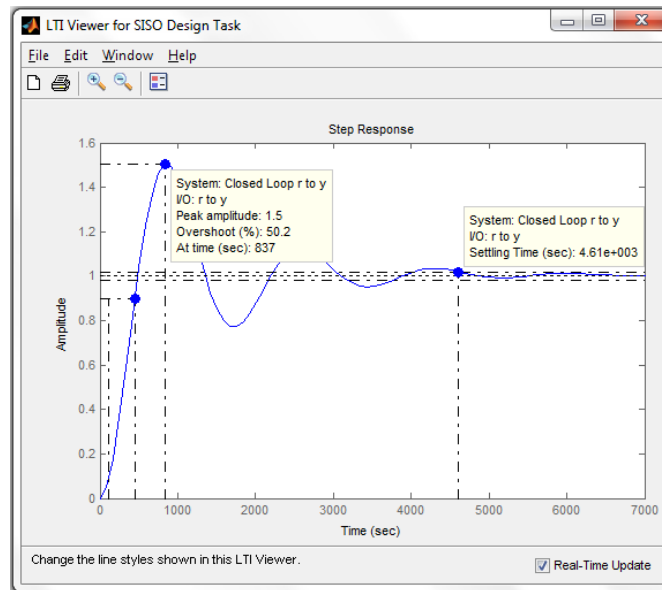 LTI Viewer for SISO Design Task
File Edit Window Help
Step Response
1.6
1.4
1.2
1
0.8
0.6
0.4
0.2
0
Amplitude
System: Closed Loop r to y
I/O: r to y
Peak amplitude: 1.5
Overshoot (%): 50.2
At time (sec): 837
System: Closed Loop r to y
I/O: r to y
Settling Time (sec): 4.61e+003
0 1000 2000 3000 4000 5000 6000 7000
Time (sec)
Change the line styles shown in this LTI Viewer.
Real-Time Update